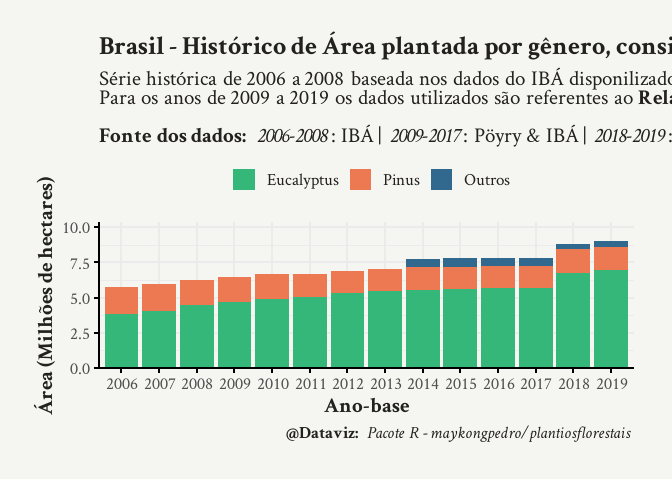 Brasil - Histórico de Área plantada por gênero, consi
Série histórica de 2006 a 2008 baseada nos dados do IBÁ disponilizado
Para os anos de 2009 a 2019 os dados utilizados são referentes ao Rela
Fonte dos dados: 2006-2008: IBÁ | 2009-2017: Pöyry & IBÁ | 2018-2019:
Eucalyptus Pinus Outros
Área (Milhões de hectares)
10.0
7.5
5.0
2.5
0.0
2006 2007 2008 2009 2010 2011 2012 2013 2014 2015 2016 2017 2018 2019
Ano-base
@Dataviz: Pacote R - maykongpedro/plantiosflorestais